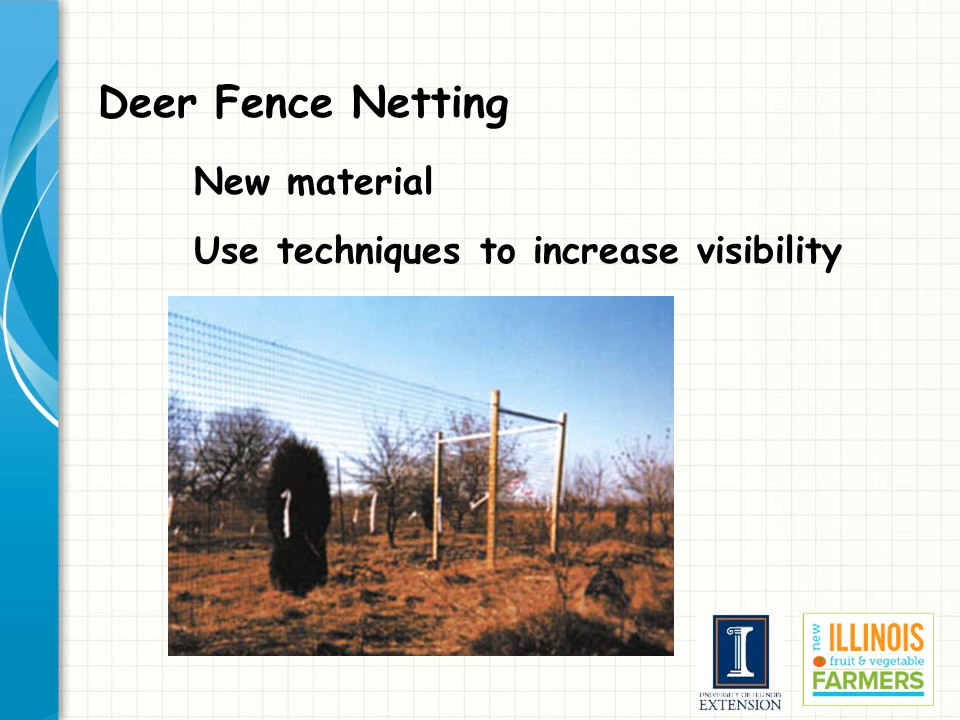 Deer Fence Netting
New material
Use techniques to increase visibility
I
UNIVERSITY OF ILLINOIS
EXTENSION
new
ILLINOIS
fruit & vegetable
FARMERS